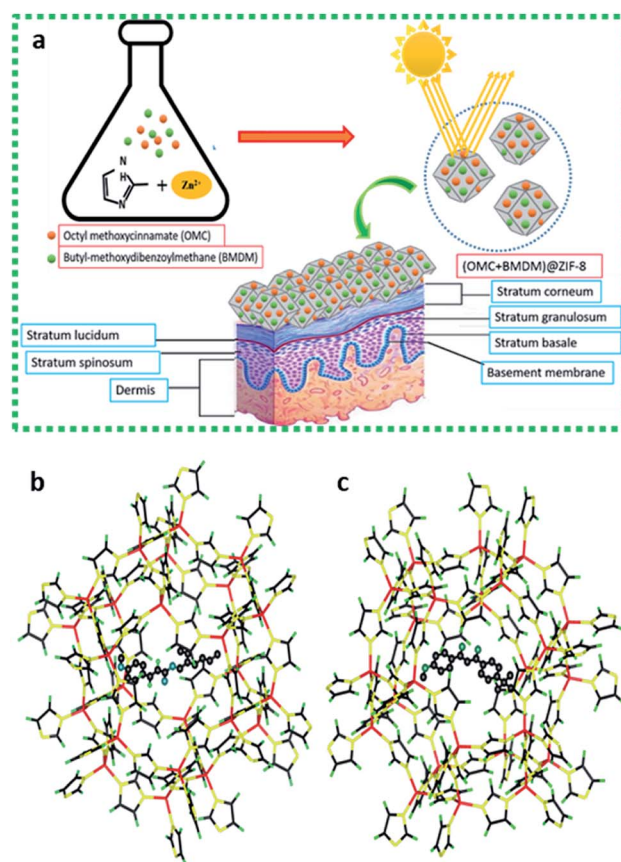 a
N
H
N
+
Zn²⁺
Octyl methoxycinnamate (OMC)
Butyl-methoxydibenzoylmethane (BMDM)
(OMC+BMDM)@ZIF-8
Stratum corneum
Stratum granulosum
Stratum basale
Basement membrane
Stratum lucidum
Stratum spinosum
Dermis
b
c